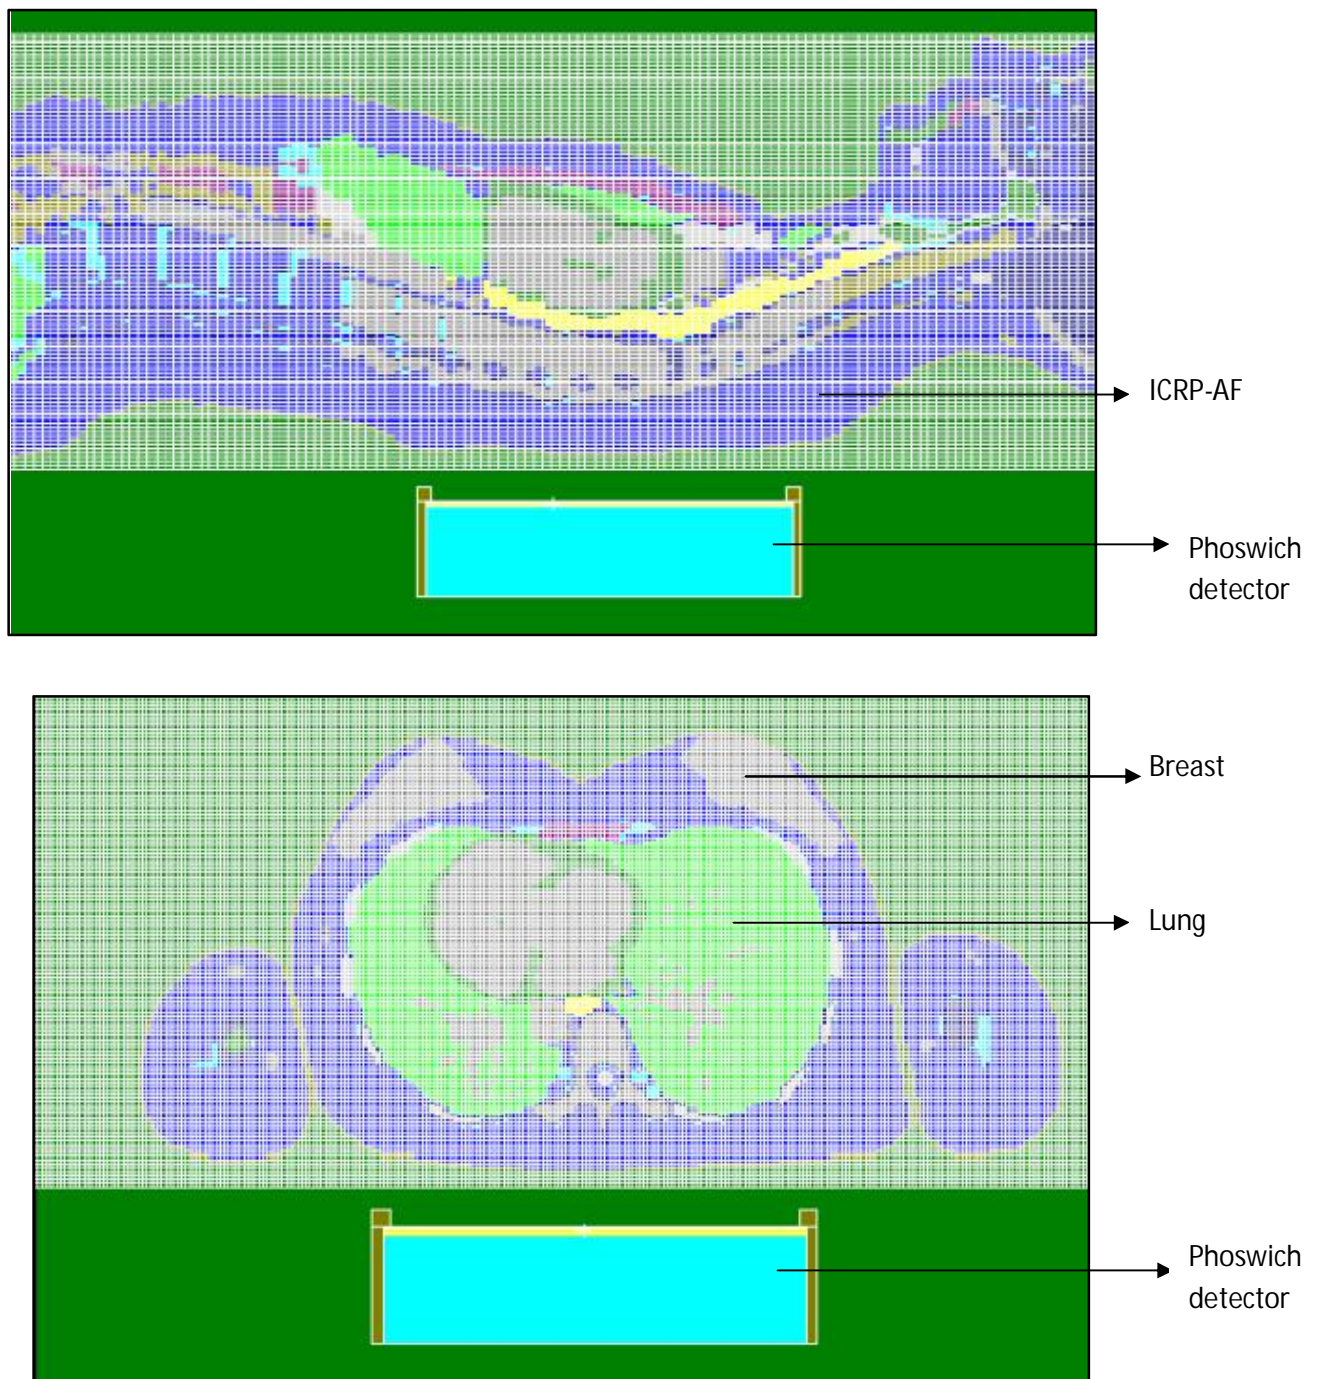 ICRP-AF
Phoswich
detector
Breast
Lung
Phoswich
detector